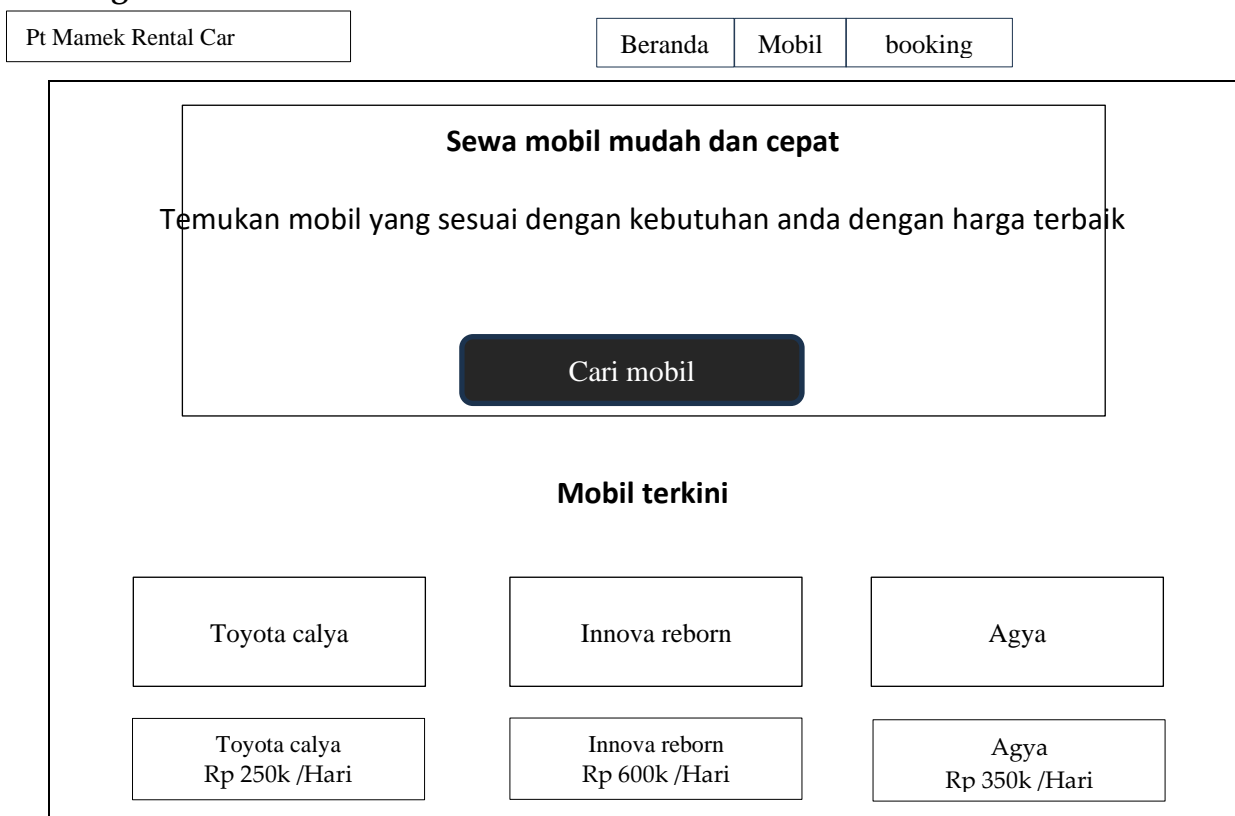 Pt Mamek Rental Car
Beranda Mobil booking
Sewa mobil mudah dan cepat
Temukan mobil yang sesuai dengan kebutuhan anda dengan harga terbaik
Cari mobil
Mobil terkini
Toyota calya Innova reborn Agya
Toyota calya Innova reborn Agya
Rp 250k /Hari Rp 600k /Hari Rp 350k /Hari